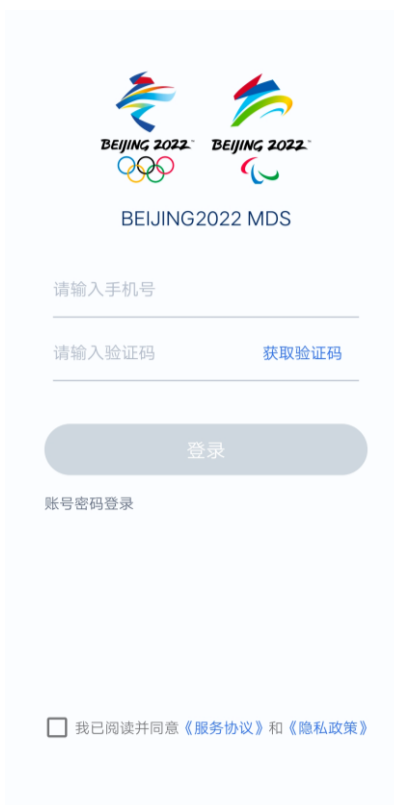 BEIJING 2022™ BEIJING 2022™
BEIJING2022 MDS
请输入手机号
请输入验证码 获取验证码
登录
账号密码登录
我已阅读并同意《服务协议》和《隐私政策》